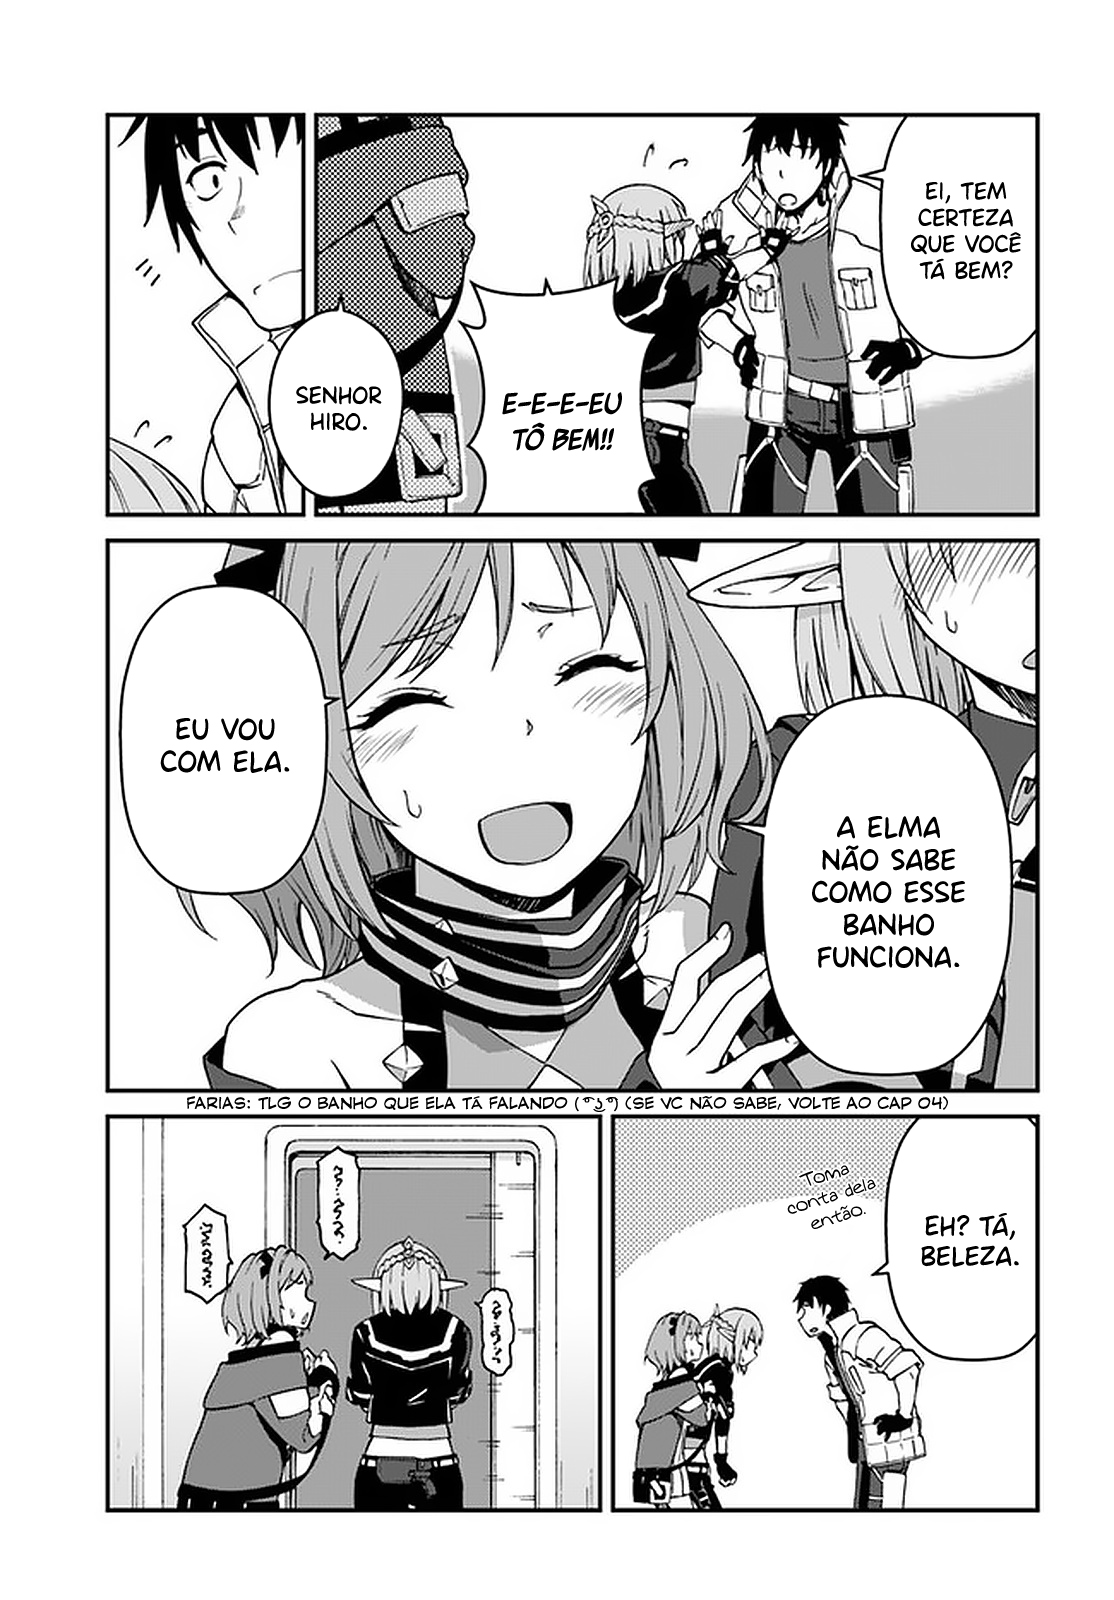 EI, TEM
CERTEZA
QUE VOCÊ
TÁ BEM?
E-E-E-EU
TÔ BEM!!
SENHOR
HIRO.
A ELMA
NÃO SABE
COMO ESSE
BANHO
FUNCIONA.
EU VOU
COM ELA.
FARIAS: TLG O BANHO QUE ELA TÁ FALANDO ( ͡° ͜ʖ ͡°) (SE VC NÃO SABE, VOLTE AO CAP 04)
EH? TÁ,
BELEZA.
Toma
conta dela
então.